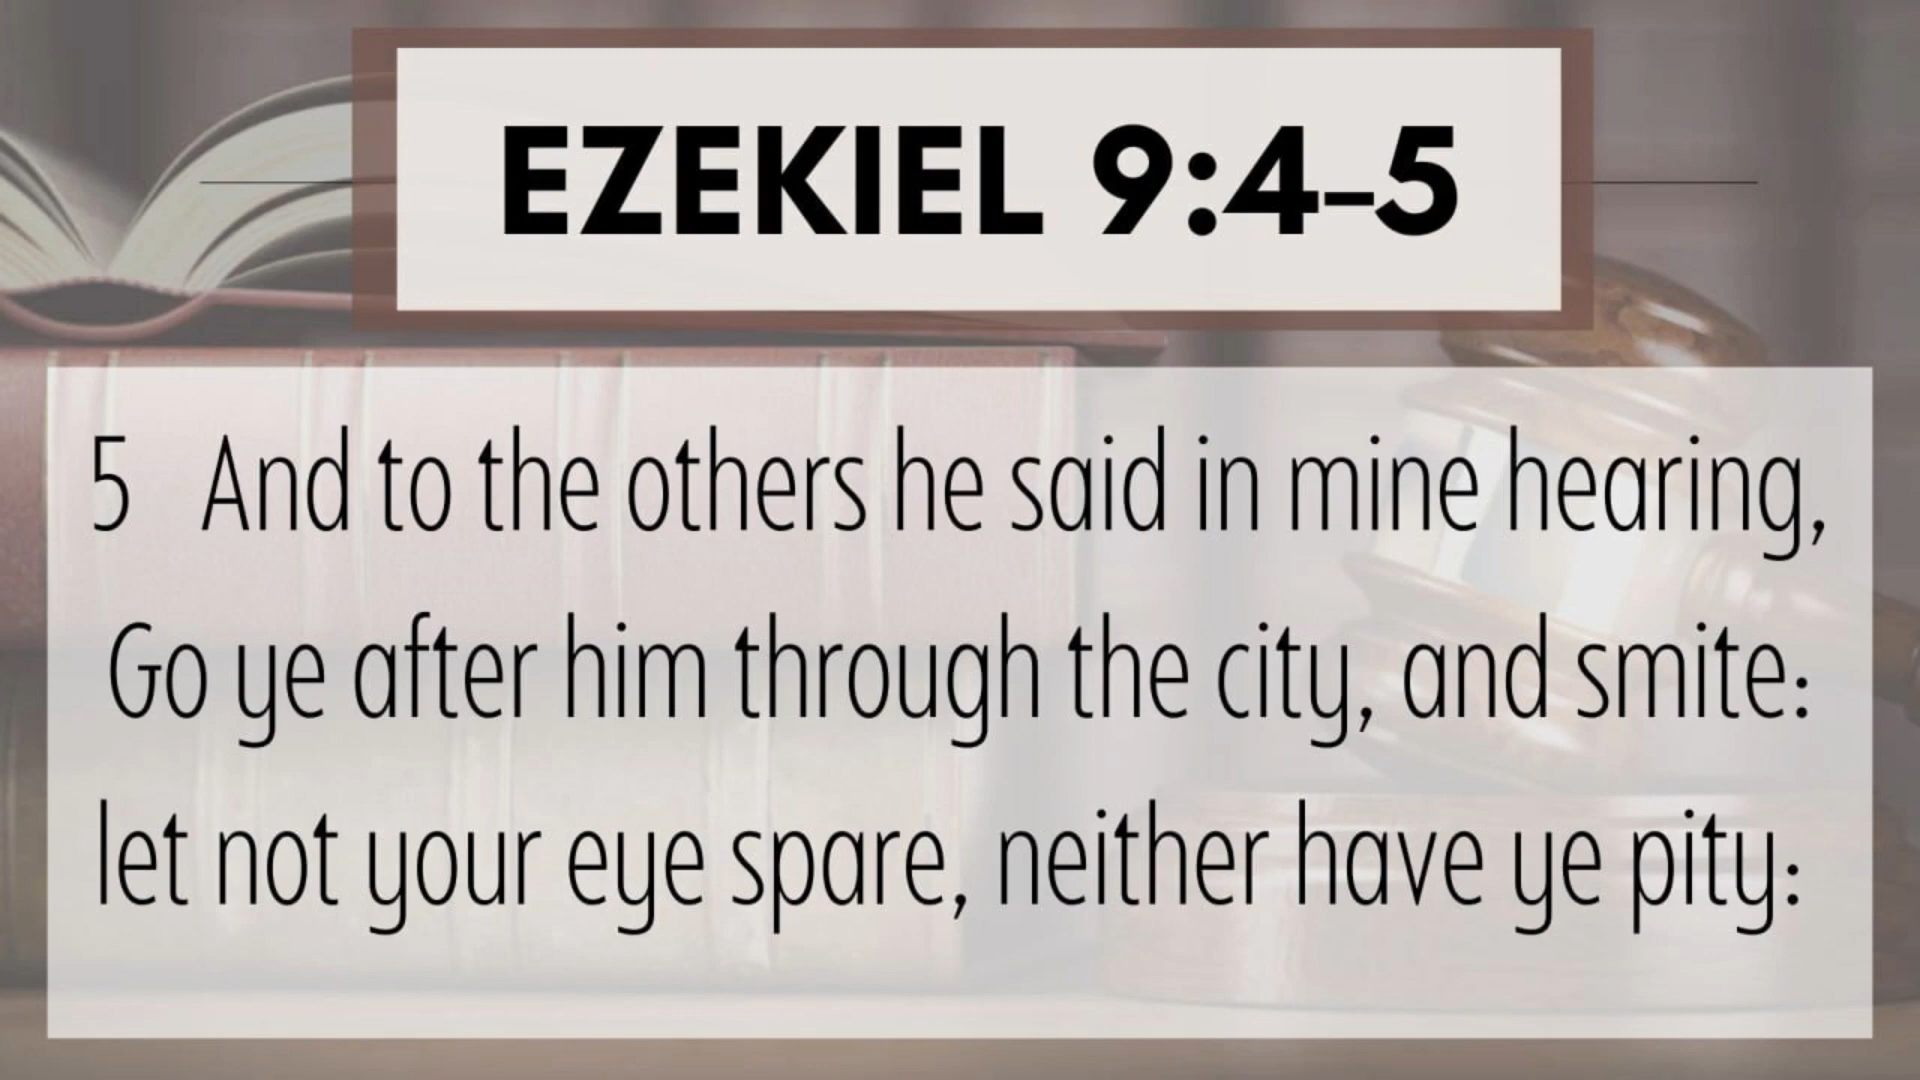 EZEKIEL 9:4-5
5 And to the others he said in mine hearing,
Go ye after him through the city, and smite:
let not your eye spare, neither have ye pity: